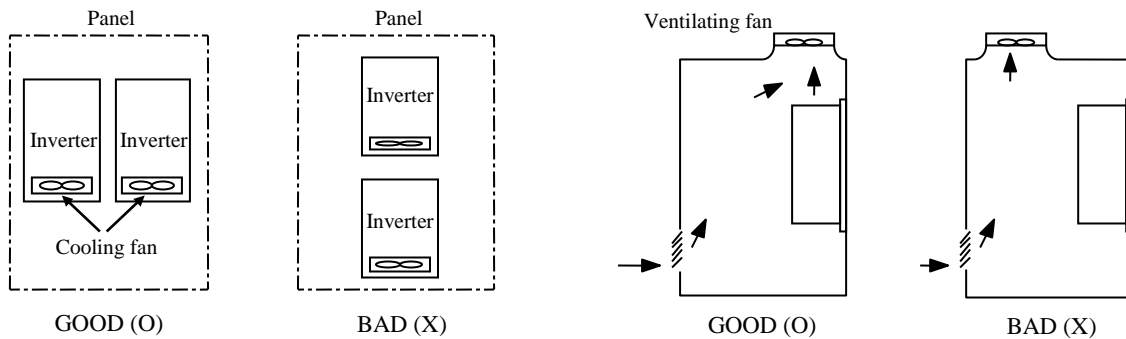 Panel
Inverter
Inverter
Cooling fan
GOOD (O)
Panel
Inverter
Inverter
BAD (X)
Ventilating fan
GOOD (O)
BAD (X)